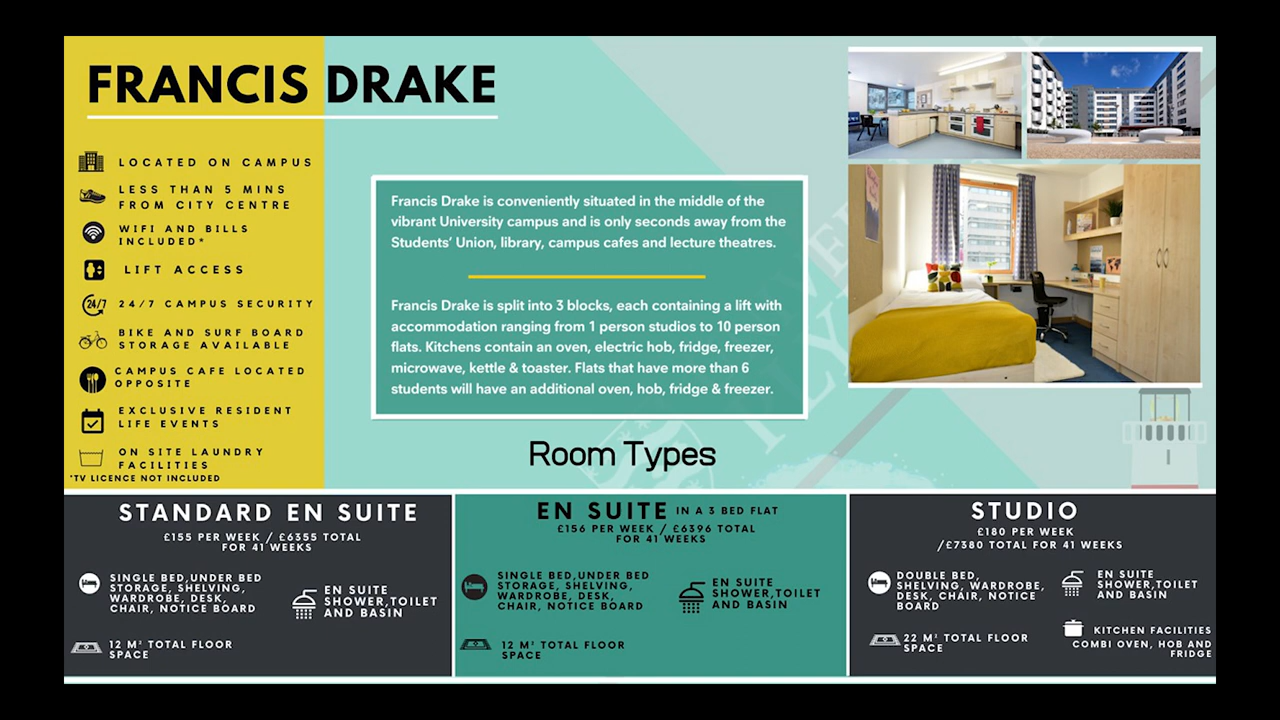 FRANCIS DRAKE
LOCATED ON CAMPUS
LESS THAN 5 MINS
FROM CITY CENTRE
WIFI AND BILLS
INCLUDED*
LIFT ACCESS
24/7
24/7 CAMPUS SECURITY
BIKE AND SURF BOARD
STORAGE AVAILABLE
CAMPUS CAFE LOCATED
OPPOSITE
EXCLUSIVE RESIDENT
LIFE EVENTS
ON SITE LAUNDRY
FACILITIES
*TV LICENCE NOT INCLUDED
Francis Drake is conveniently situated in the middle of the
vibrant University campus and is only seconds away from the
Students' Union, library, campus cafes and lecture theatres.
Francis Drake is split into 3 blocks, each containing a lift with
accommodation ranging from 1 person studios to 10 person
flats. Kitchens contain an oven, electric hob, fridge, freezer,
microwave, kettle & toaster. Flats that have more than 6
students will have an additional oven, hob, fridge & freezer.
Room Types
STANDARD EN SUITE
£155 PER WEEK / £6355 TOTAL
FOR 41 WEEKS
SINGLE BED,UNDER BED
STORAGE, SHELVING,
WARDROBE, DESK,
CHAIR, NOTICE BOARD
EN SUITE
SHOWER,TOILET
AND BASIN
12 M² TOTAL FLOOR
SPACE
EN SUITE IN A 3 BED FLAT
£156 PER WEEK / £6396 TOTAL
FOR 41 WEEKS
SINGLE BED,UNDER BED
STORAGE, SHELVING,
WARDROBE, DESK,
CHAIR, NOTICE BOARD
EN SUITE
SHOWER,TOILET
AND BASIN
12 M² TOTAL FLOOR
SPACE
STUDIO
£180 PER WEEK
/£7380 TOTAL FOR 41 WEEKS
DOUBLE BED,
SHELVING, WARDROBE,
DESK, CHAIR, NOTICE
BOARD
EN SUITE
SHOWER,TOILET
AND BASIN
22 M² TOTAL FLOOR
SPACE
KITCHEN FACILITIES
COMBI OVEN, HOB AND
FRIDGE